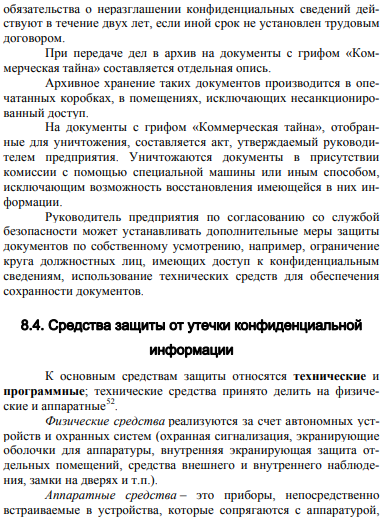 обязательства о неразглашении конфиденциальных сведений дей-
ствуют в течение двух лет, если иной срок не установлен трудовым
договором.
При передаче дел в архив на документы с грифом «Ком-
мерческая тайна» составляется отдельная опись.
Архивное хранение таких документов производится в опе-
чатанных коробках, в помещениях, исключающих несанкциониро-
ванный доступ.
На документы с грифом «Коммерческая тайна», отобран-
ные для уничтожения, составляется акт, утверждаемый руководи-
телем предприятия. Уничтожаются документы в присутствии
комиссии с помощью специальной машины или иным способом,
исключающим возможность восстановления имеющейся в них ин-
формации.
Руководитель предприятия по согласованию со службой
безопасности может устанавливать дополнительные меры защиты
документов по собственному усмотрению, например, ограничение
круга должностных лиц, имеющих доступ к конфиденциальным
сведениям, использование технических средств для обеспечения
сохранности документов.
8.4. Средства защиты от утечки конфиденциальной
информации
К основным средствам защиты относятся технические и
программные; технические средства принято делить на физиче-
ские и аппаратные52.
Физические средства реализуются за счет автономных уст-
ройств и охранных систем (охранная сигнализация, экранирующие
оболочки для аппаратуры, внутренняя экранирующая защита от-
дельных помещений, средства внешнего и внутреннего наблюде-
ния, замки на дверях и т.п.).
Аппаратные средства – это приборы, непосредственно
встраиваемые в устройства, которые сопрягаются с аппаратурой,